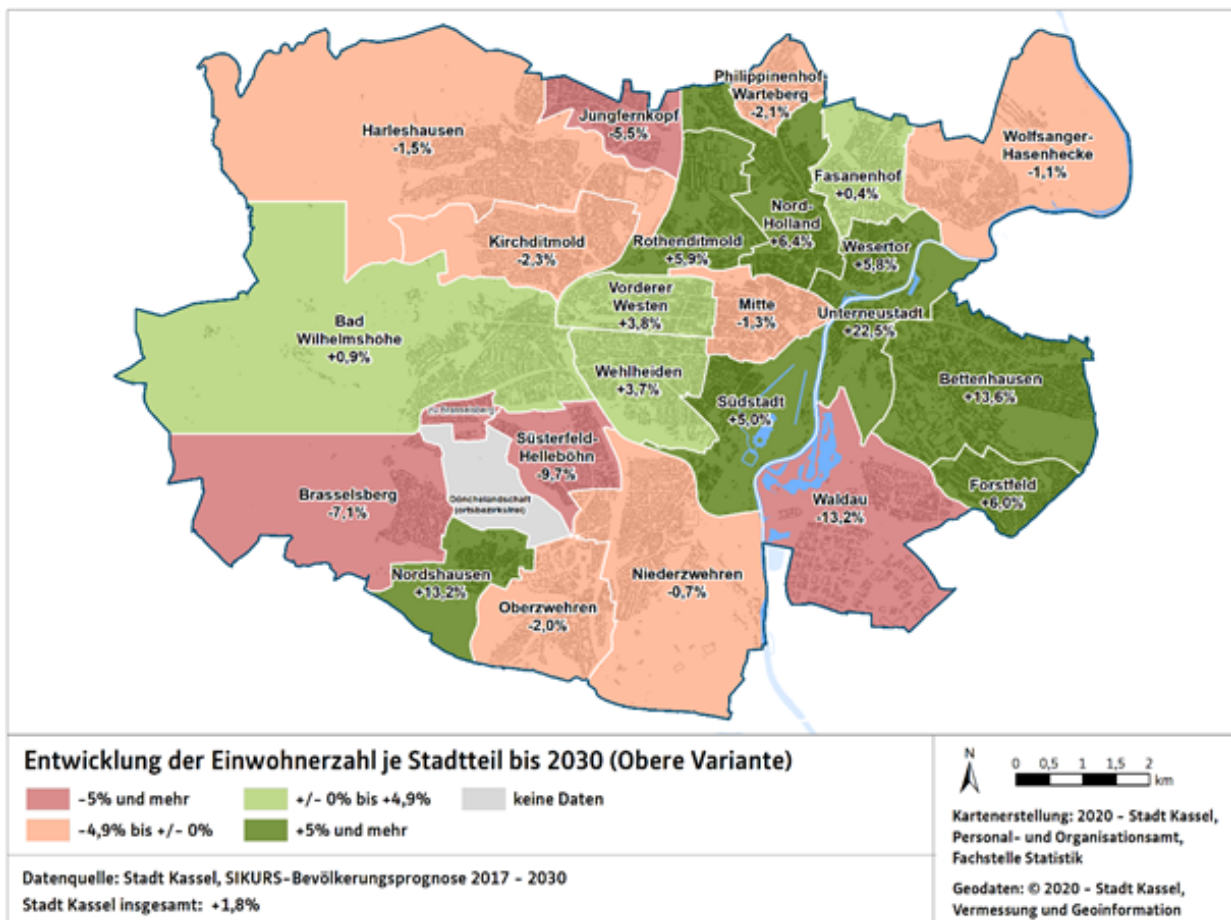 Philippinenhof-
Warteberg
-2,1%
Jungfernkopf
-5,5%
Harleshausen
-1,5%
Wolfsanger-
Hasenhecke
-1,1%
Fasanenhof
+0,4%
Nord-
Holland
+6,4%
Kirchditmold
-2,3%
Rothenditmold
+5,9%
Wesertor
+5,8%
Vorderer
Westen
+3,8%
Mitte
-1,3%
Unterneustadt
+22,5%
Bad
Wilhelmshöhe
+0,9%
Wehlheiden
+3,7%
Bettenhausen
+13,6%
Südstadt
+5,0%
(zu Brasselsberg)
Süsterfeld-
Helleböhn
-9,7%
Brasselsberg
-7,1%
Dönchelandschaft
(ortsbezirksfrei)
Waldau
-13,2%
Forstfeld
+6,0%
Nordshausen
+13,2%
Niederzwehren
-0,7%
Oberzwehren
-2,0%
Entwicklung der Einwohnerzahl je Stadtteil bis 2030 (Obere Variante)
-5% und mehr
+/- 0% bis +4,9%
keine Daten
-4,9% bis +/- 0%
+5% und mehr
Datenquelle: Stadt Kassel, SIKURS-Bevölkerungsprognose 2017 - 2030
Stadt Kassel insgesamt: +1,8%
N
0 0,5 1 1,5 2
km
Kartenerstellung: 2020 - Stadt Kassel,
Personal- und Organisationsamt,
Fachstelle Statistik
Geodaten: © 2020 - Stadt Kassel,
Vermessung und Geoinformation